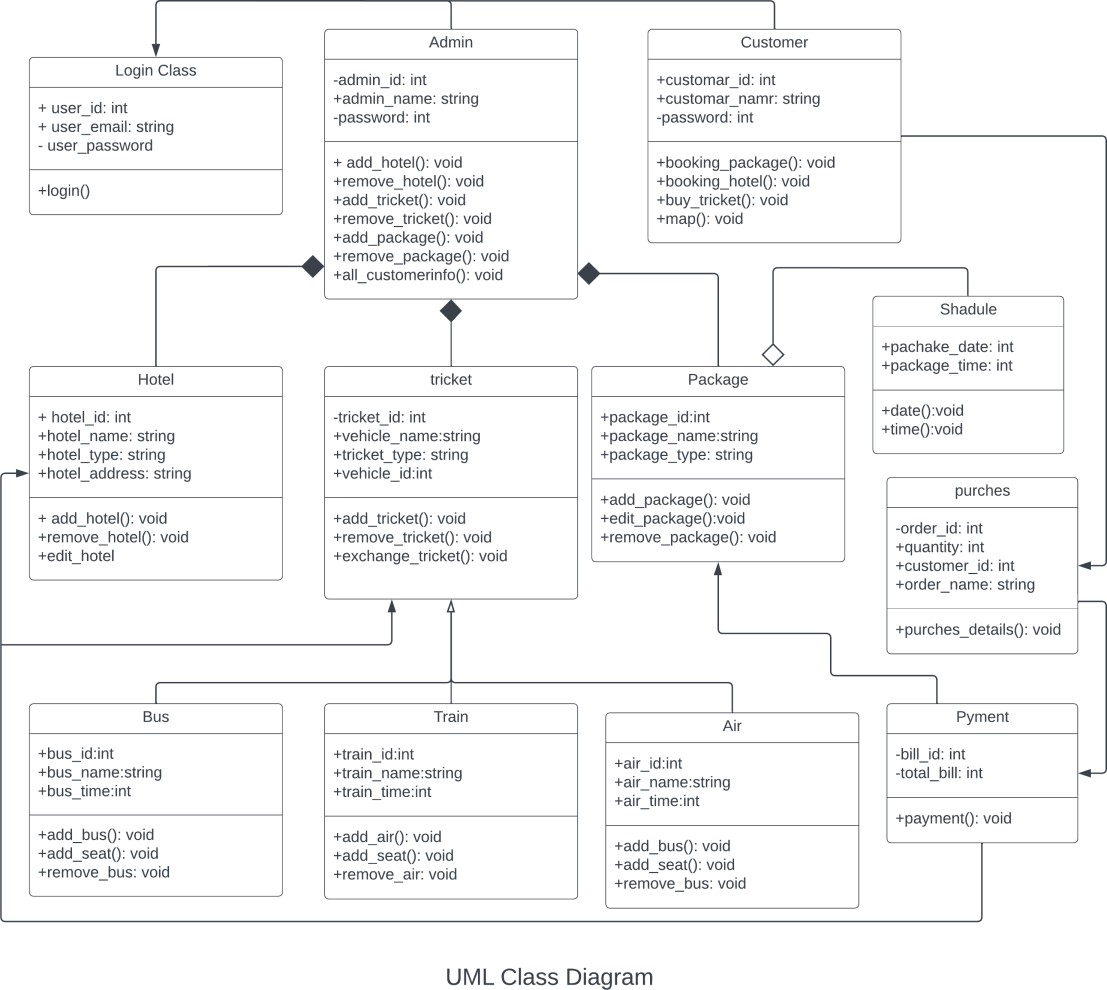 Login Class
+ user_id: int
+ user_email: string
- user_password
+login()
Admin
-admin_id: int
+admin_name: string
-password: int
+ add_hotel(): void
+remove_hotel(): void
+add_tricket(): void
+remove_tricket(): void
+add_package(): void
+remove_package(): void
+all_customerinfo(): void
Customer
+customar_id: int
+customar_namr: string
-password: int
+booking_package(): void
+booking_hotel(): void
+buy_tricket(): void
+map(): void
Shadule
+pachake_date: int
+package_time: int
+date():void
+time():void
Hotel
+ hotel_id: int
+hotel_name: string
+hotel_type: string
+hotel_address: string
+ add_hotel(): void
+remove_hotel(): void
+edit_hotel
tricket
-tricket_id: int
+vehicle_name:string
+tricket_type: string
+vehicle_id:int
+add_tricket(): void
+remove_tricket(): void
+exchange_tricket(): void
Package
+package_id:int
+package_name:string
+package_type: string
+add_package(): void
+edit_package():void
+remove_package(): void
purches
-order_id: int
+quantity: int
+customer_id: int
+order_name: string
+purches_details(): void
Bus
+bus_id:int
+bus_name:string
+bus_time:int
+add_bus(): void
+add_seat(): void
+remove_bus: void
Train
+train_id:int
+train_name:string
+train_time:int
+add_air(): void
+add_seat(): void
+remove_air: void
Air
+air_id:int
+air_name:string
+air_time:int
+add_bus(): void
+add_seat(): void
+remove_bus: void
Pyment
-bill_id: int
-total_bill: int
+payment(): void
UML Class Diagram